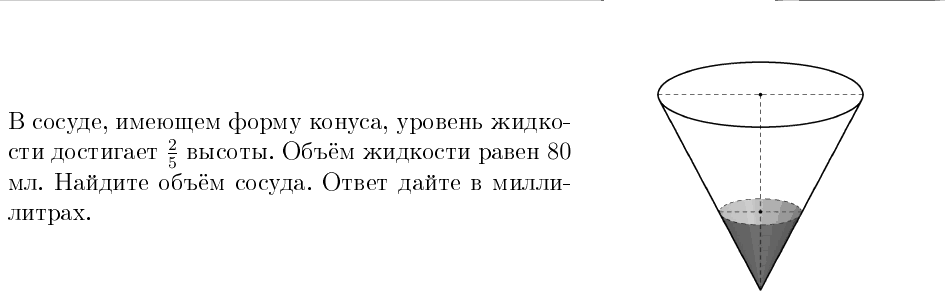 В сосуде, имеющем форму конуса, уровень жидко-
сти достигает 2/5 высоты. Объём жидкости равен 80
мл. Найдите объём сосуда. Ответ дайте в милли-
литрах.